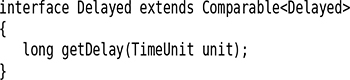 interface Delayed extends Comparable<Delayed>
{
   long getDelay(TimeUnit unit);
}